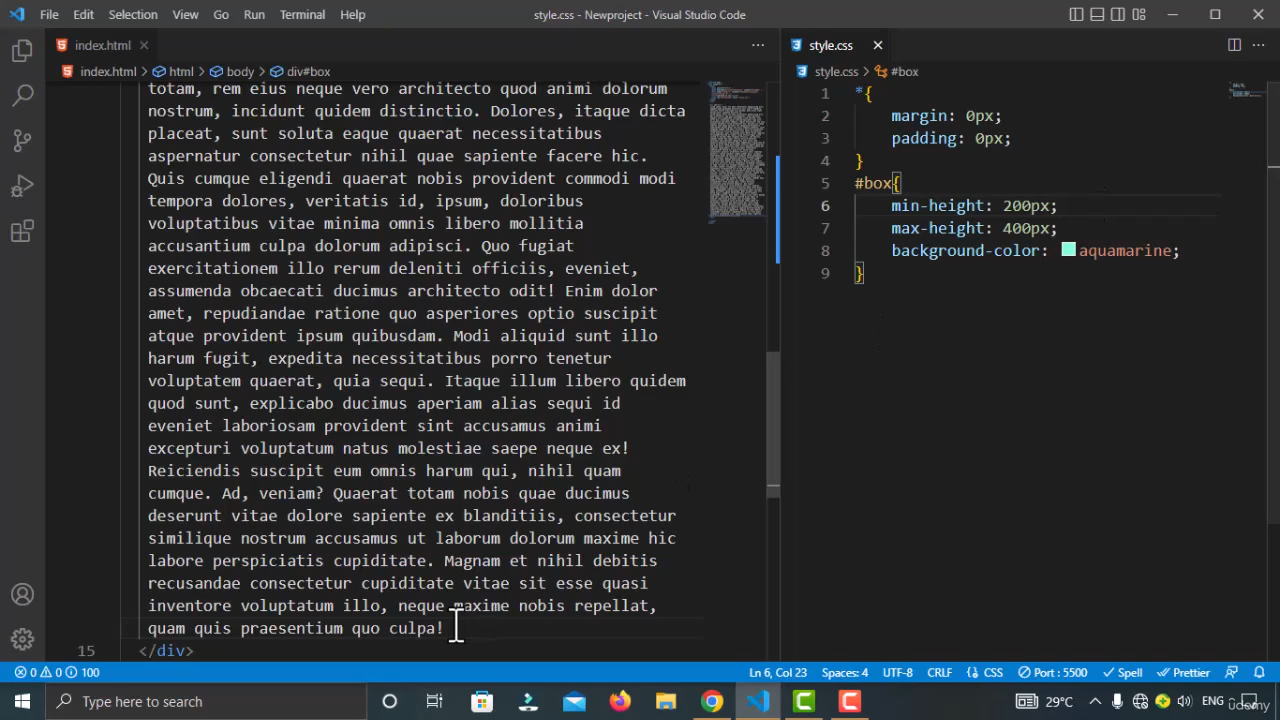 File Edit Selection View Go Run Terminal Help
style.css - Newproject - Visual Studio Code
index.html
index.html > html > body > div#box
totam, rem eius neque vero architecto quod animi dolorum
nostrum, incidunt quidem distinctio. Dolores, itaque dicta
placeat, sunt soluta eaque quaerat necessitatibus
aspernatur consectetur nihil quae sapiente facere hic.
Quis cumque eligendi quaerat nobis provident commodi modi
tempora dolores, veritatis id, ipsum, doloribus
voluptatibus vitae minima omnis libero mollitia
accusantium culpa dolorum adipisci. Quo fugiat
exercitationem illo rerum deleniti officiis, eveniet,
assumenda obcaecati ducimus architecto odit! Enim dolor
amet, repudiandae ratione quo asperiores optio suscipit
atque provident ipsum quibusdam. Modi aliquid sunt illo
harum fugit, expedita necessitatibus porro tenetur
voluptatem quaerat, quia sequi. Itaque illum libero quidem
quod sunt, explicabo ducimus aperiam alias sequi id
eveniet laboriosam provident sint accusamus animi
excepturi voluptatum natus molestiae saepe neque ex!
Reiciendis suscipit eum omnis harum qui, nihil quam
cumque. Ad, veniam? Quaerat totam nobis quae ducimus
deserunt vitae dolore sapiente ex blanditiis, consectetur
similique nostrum accusamus ut laborum dolorum maxime hic
labore perspiciatis cupiditate. Magnam et nihil debitis
recusandae consectetur cupiditate vitae sit esse quasi
inventore voluptatum illo, neque maxime nobis repellat,
quam quis praesentium quo culpa!
15 </div>
style.css
style.css > #box
1 *{
2 margin: 0px;
3 padding: 0px;
4 }
5 #box{
6 min-height: 200px;
7 max-height: 400px;
8 background-color: aquamarine;
9 }
0 0 100
Ln 6, Col 23 Spaces: 4 UTF-8 CRLF CSS Port : 5500 Spell Prettier
Type here to search
29°C ENG
Udemy